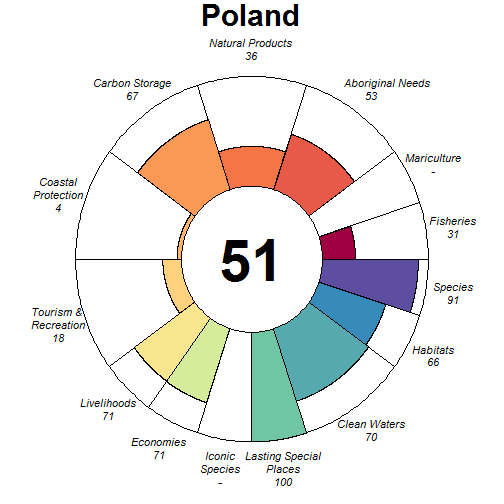 Poland
Natural Products
36
Carbon Storage
67
Aboriginal Needs
53
Mariculture
-
Coastal
Protection
4
Fisheries
31
51
Species
91
Tourism &
Recreation
18
Habitats
66
Livelihoods
71
Clean Waters
70
Economies
71
Iconic
Species
-
Lasting Special
Places
100